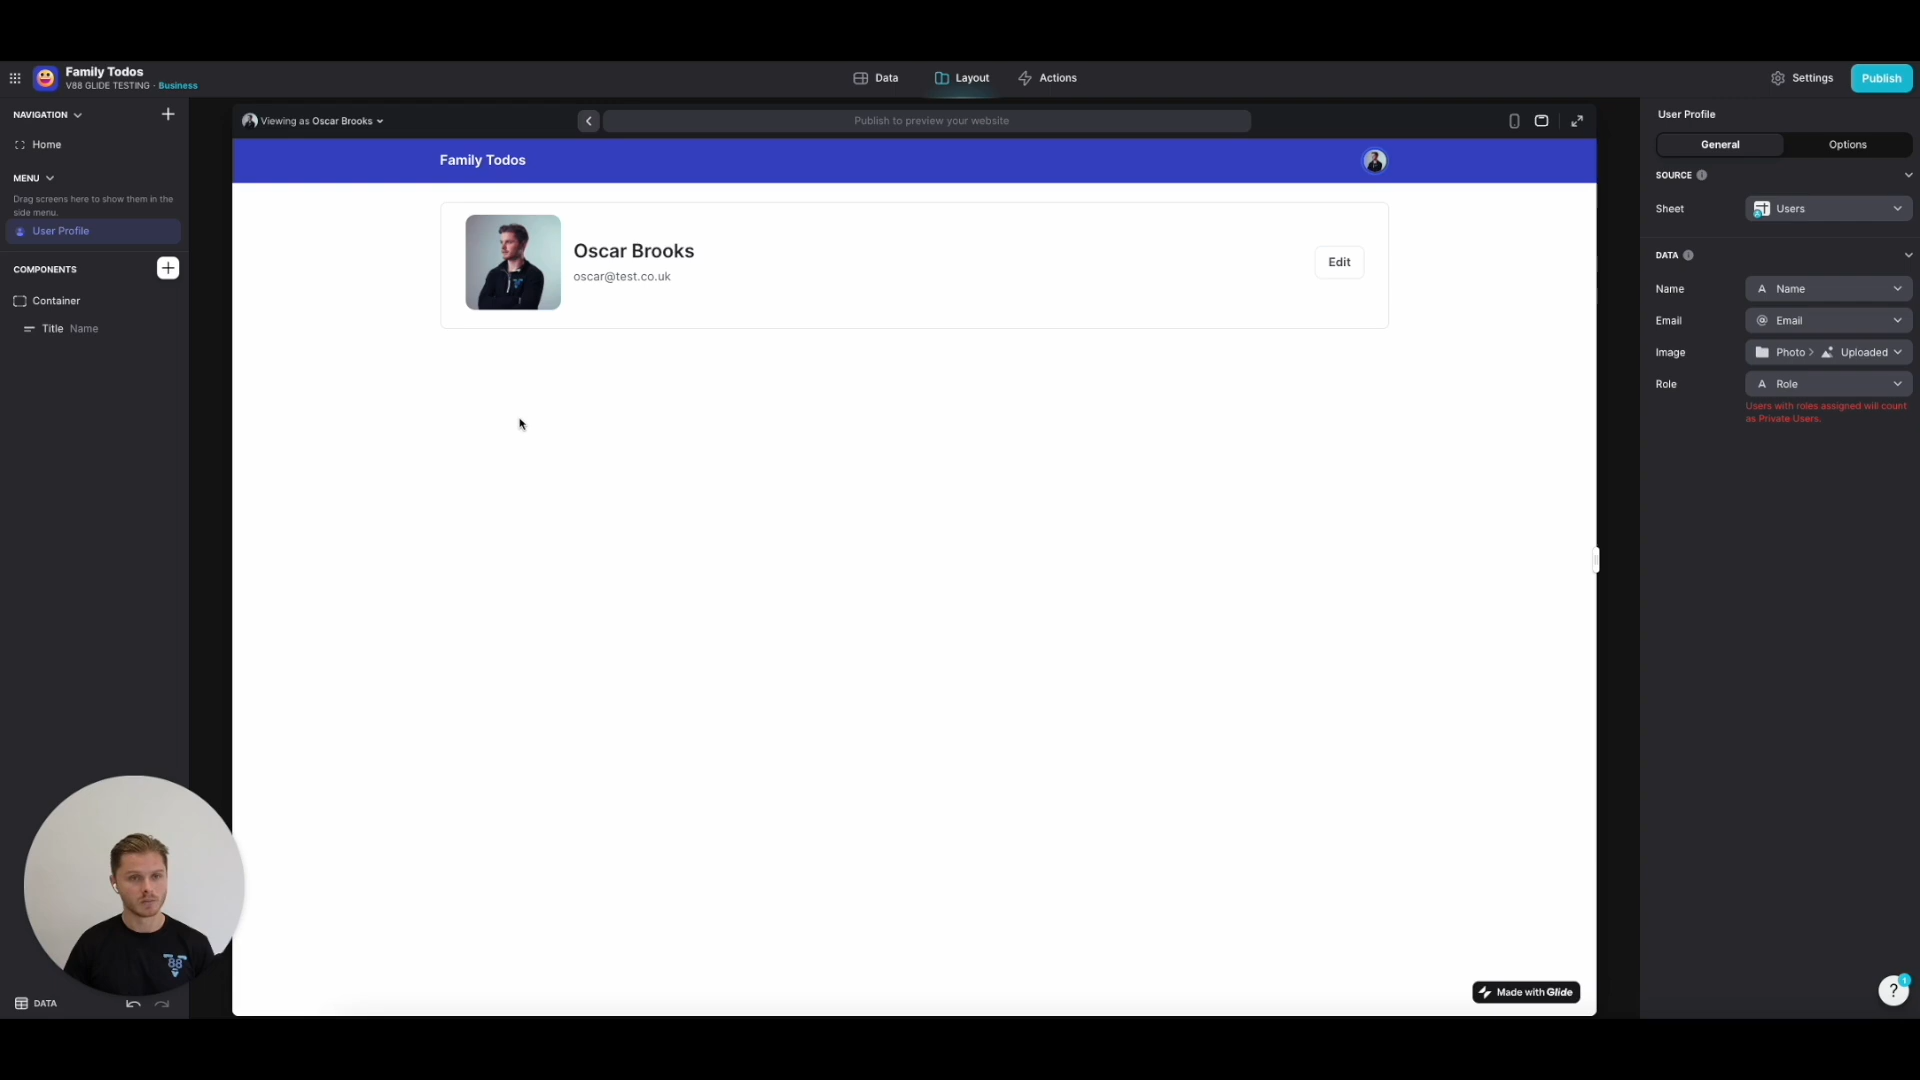 Family Todos
V88 GLIDE TESTING · Business
Data
Layout
Actions
Settings
Publish
NAVIGATION
Home
MENU
Drag screens here to show them in the
side menu.
User Profile
COMPONENTS
Container
Title Name
DATA
Viewing as Oscar Brooks
Publish to preview your website
Family Todos
Oscar Brooks
oscar@test.co.uk
Edit
Made with Glide
User Profile
General
Options
SOURCE
Sheet
Users
DATA
Name
Name
Email
Email
Image
Photo > Uploaded
Role
Role
Users with roles assigned will count
as Private Users.
88
?
1